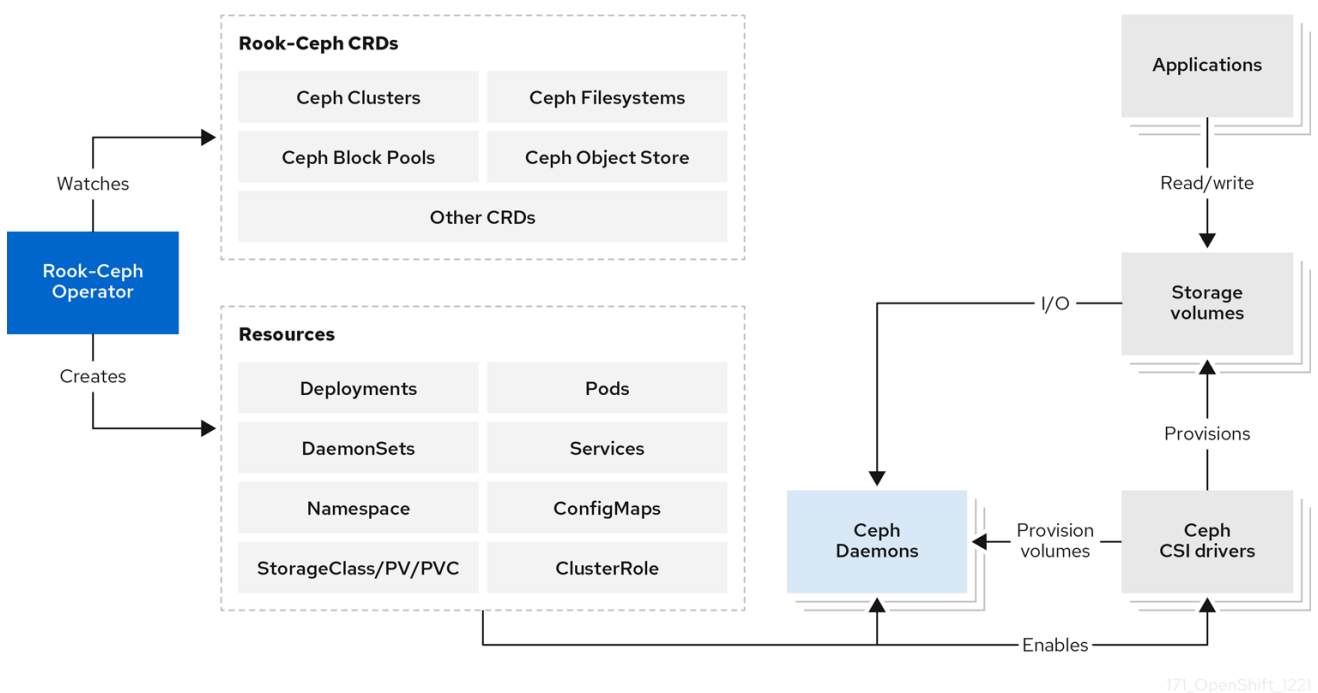 Rook-Ceph CRDs
Ceph Clusters
Ceph Filesystems
Ceph Block Pools
Ceph Object Store
Other CRDs
Watches
Rook-Ceph
Operator
Creates
Resources
Deployments
Pods
DaemonSets
Services
Namespace
ConfigMaps
StorageClass/PV/PVC
ClusterRole
Applications
Read/write
Storage
volumes
I/O
Provisions
Ceph
Daemons
Provision
volumes
Ceph
CSI drivers
Enables
171_OpenShift_1221